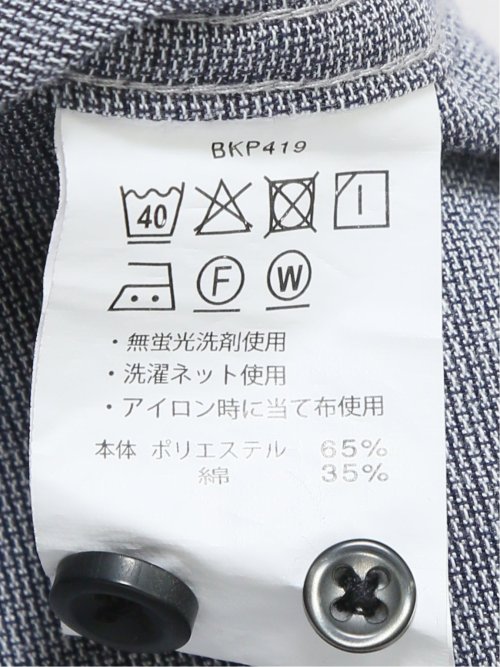 BKP419
40
F W
・無蛍光洗剤使用
・洗濯ネット使用
・アイロン時に当て布使用
本体 ポリエステル 65%
綿 35%